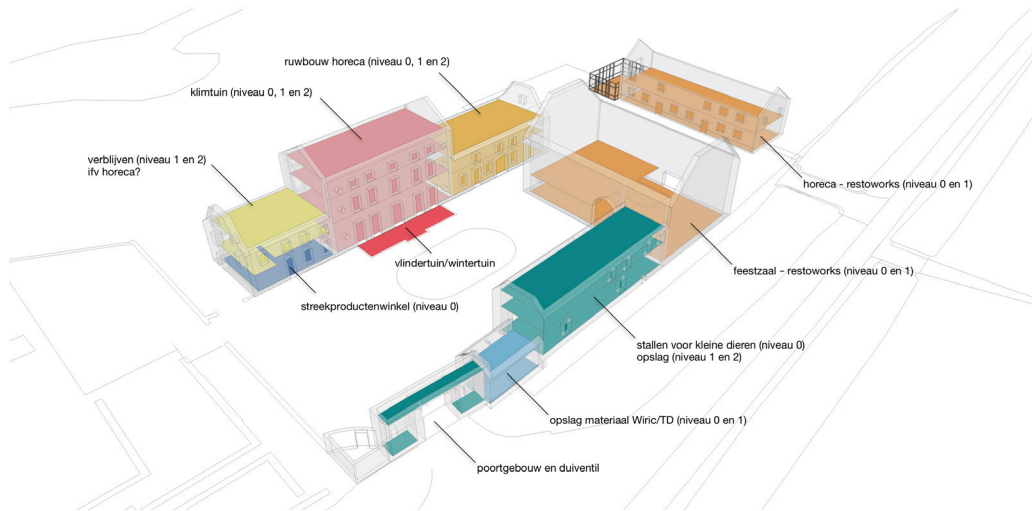 ruwbouw horeca (niveau 0, 1 en 2)
klimtuin (niveau 0, 1 en 2)
verblijven (niveau 1 en 2)
ifv horeca?
horeca - restoworks (niveau 0 en 1)
vlindertuin/wintertuin
feestzaal - restoworks (niveau 0 en 1)
streekproductenwinkel (niveau 0)
stallen voor kleine dieren (niveau 0)
opslag (niveau 1 en 2)
opslag materiaal Wiric/TD (niveau 0 en 1)
poortgebouw en duiventil